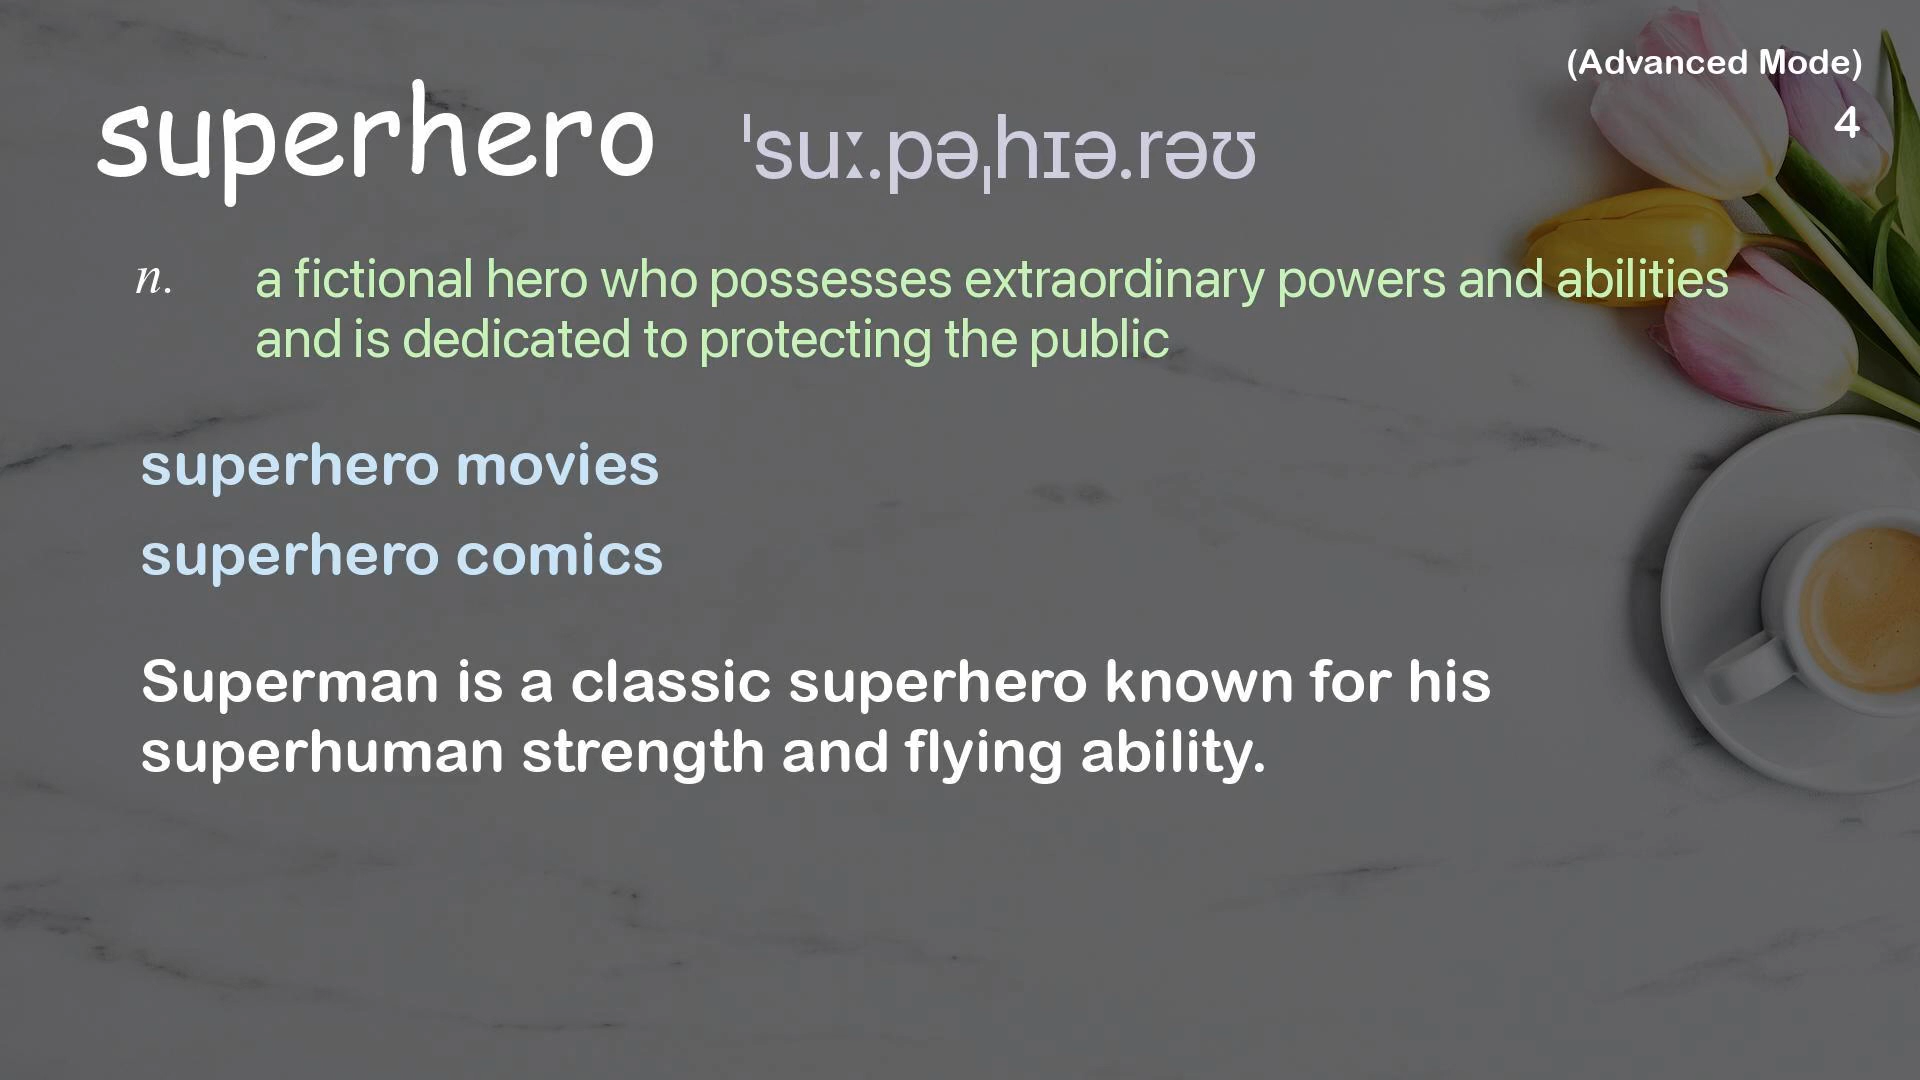 (Advanced Mode)
superhero ˈsuː.pəˌhɪə.rəʊ
4
n. a fictional hero who possesses extraordinary powers and abilities
and is dedicated to protecting the public
superhero movies
superhero comics
Superman is a classic superhero known for his
superhuman strength and flying ability.